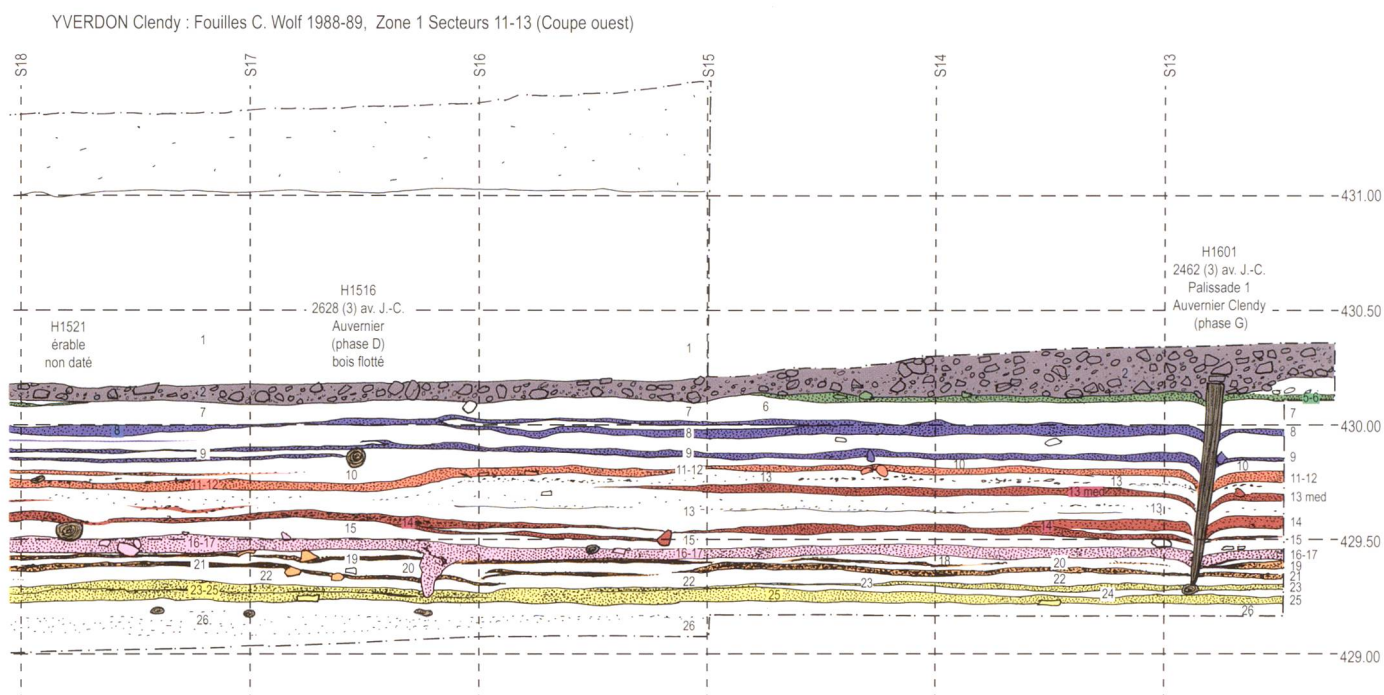 YVERDON Clendy : Fouilles C. Wolf 1988-89, Zone 1 Secteurs 11-13 (Coupe ouest)
S18
S17
S16
S15
S14
S13
431.00
430.50
430.00
429.50
429.00
H1521
érable
non daté
H1516
2628 (3) av. J.-C.
Auvernier
(phase D)
bois flotté
H1601
2462 (3) av. J.-C.
Palissade 1
Auvernier Clendy
(phase G)
1
1
2
2
2
5-6
6
7
7
7
8
8
8
9
9
9
10
10
10
11-12
11-12
11-12
13
13
13 med
13 med
13
13
14
14
14
15
15
15
16-17
16-17
16-17
18
19
19
20
20
21
21
22
22
22
23
23
23-25
24
25
25
26
26
26